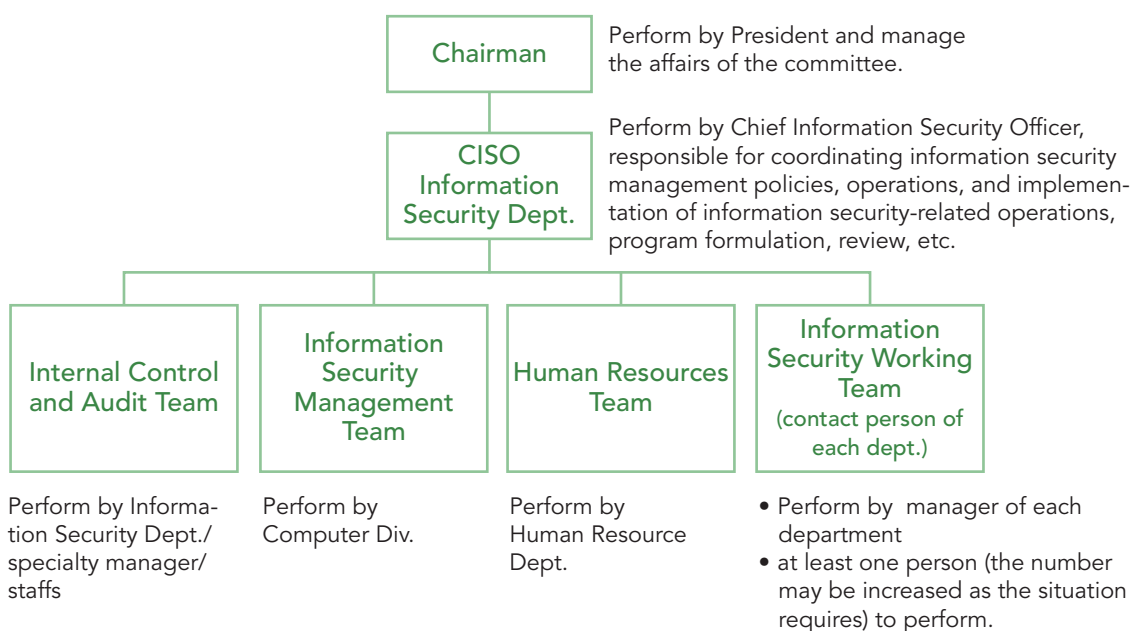 Chairman
Perform by President and manage
the affairs of the committee.
CISO
Information
Security Dept.
Perform by Chief Information Security Officer,
responsible for coordinating information security
management policies, operations, and implemen-
tation of information security-related operations,
program formulation, review, etc.
Internal Control
and Audit Team
Perform by Informa-
tion Security Dept./
specialty manager/
staffs
Information
Security
Management
Team
Perform by
Computer Div.
Human Resources
Team
Perform by
Human Resource
Dept.
Information
Security Working
Team
(contact person of
each dept.)
• Perform by  manager of each
department
• at least one person (the number
may be increased as the situation
requires) to perform.